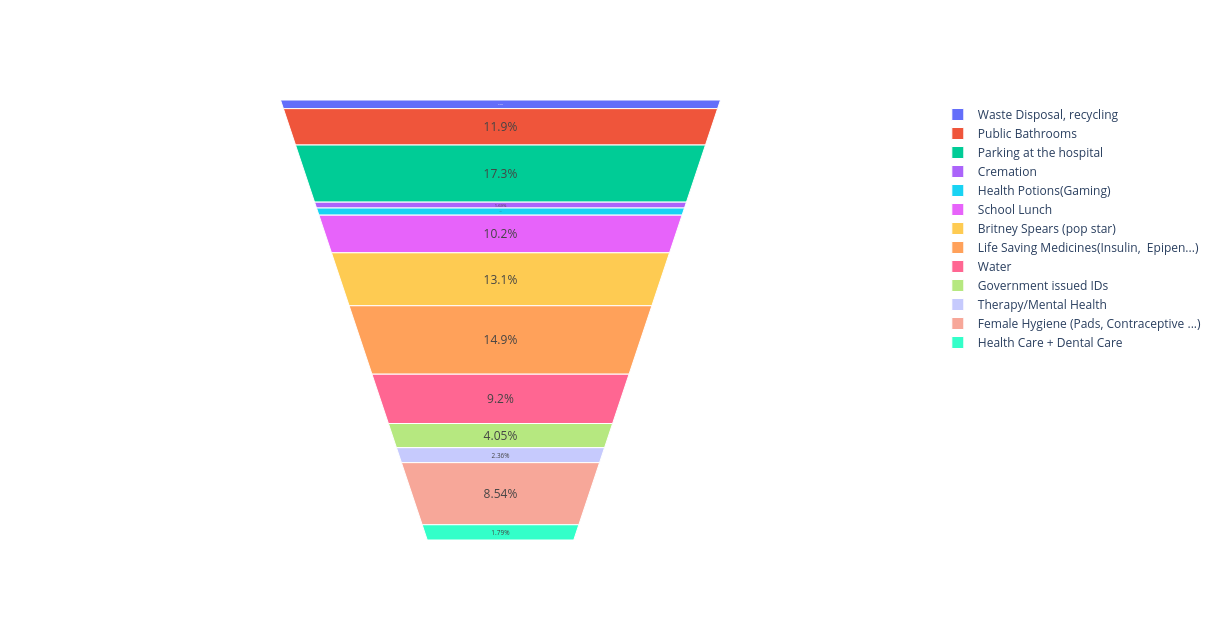 11.9%
17.3%
10.2%
13.1%
14.9%
9.2%
4.05%
2.36%
8.54%
1.79%
Waste Disposal, recycling
Public Bathrooms
Parking at the hospital
Cremation
Health Potions(Gaming)
School Lunch
Britney Spears (pop star)
Life Saving Medicines(Insulin,  Epipen...)
Water
Government issued IDs
Therapy/Mental Health
Female Hygiene (Pads, Contraceptive ...)
Health Care + Dental Care